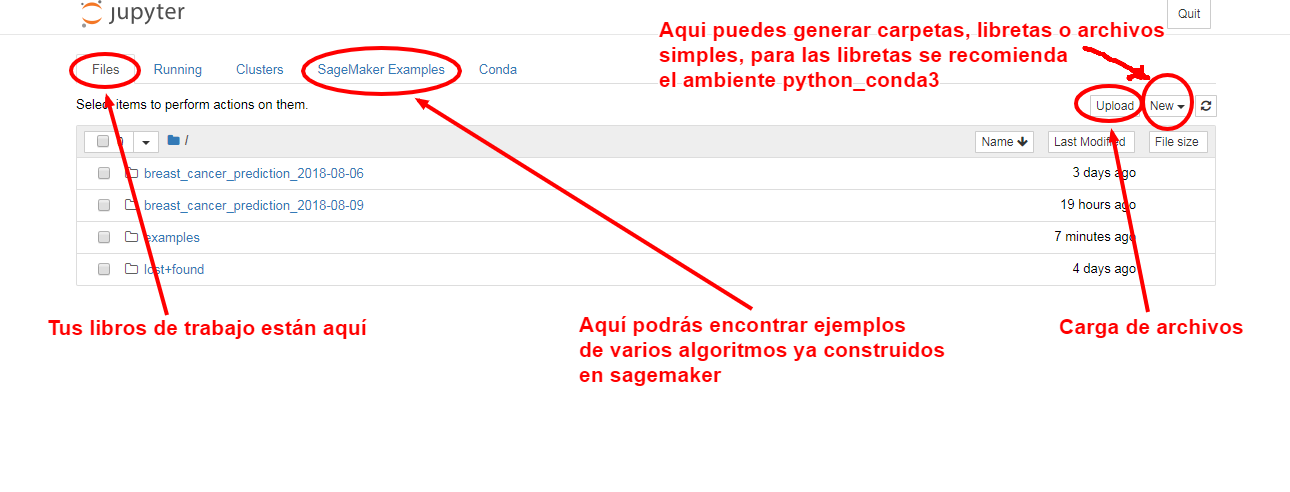 jupyter
Quit
Aqui puedes generar carpetas, libretas o archivos
simples, para las libretas se recomienda
el ambiente python_conda3
Files Running Clusters SageMaker Examples Conda
Select items to perform actions on them.
Upload New
0 / Name Last Modified File size
breast_cancer_prediction_2018-08-06 3 days ago
breast_cancer_prediction_2018-08-09 19 hours ago
examples 7 minutes ago
lost+found 4 days ago
Tus libros de trabajo están aquí
Aquí podrás encontrar ejemplos
de varios algoritmos ya construidos
en sagemaker
Carga de archivos